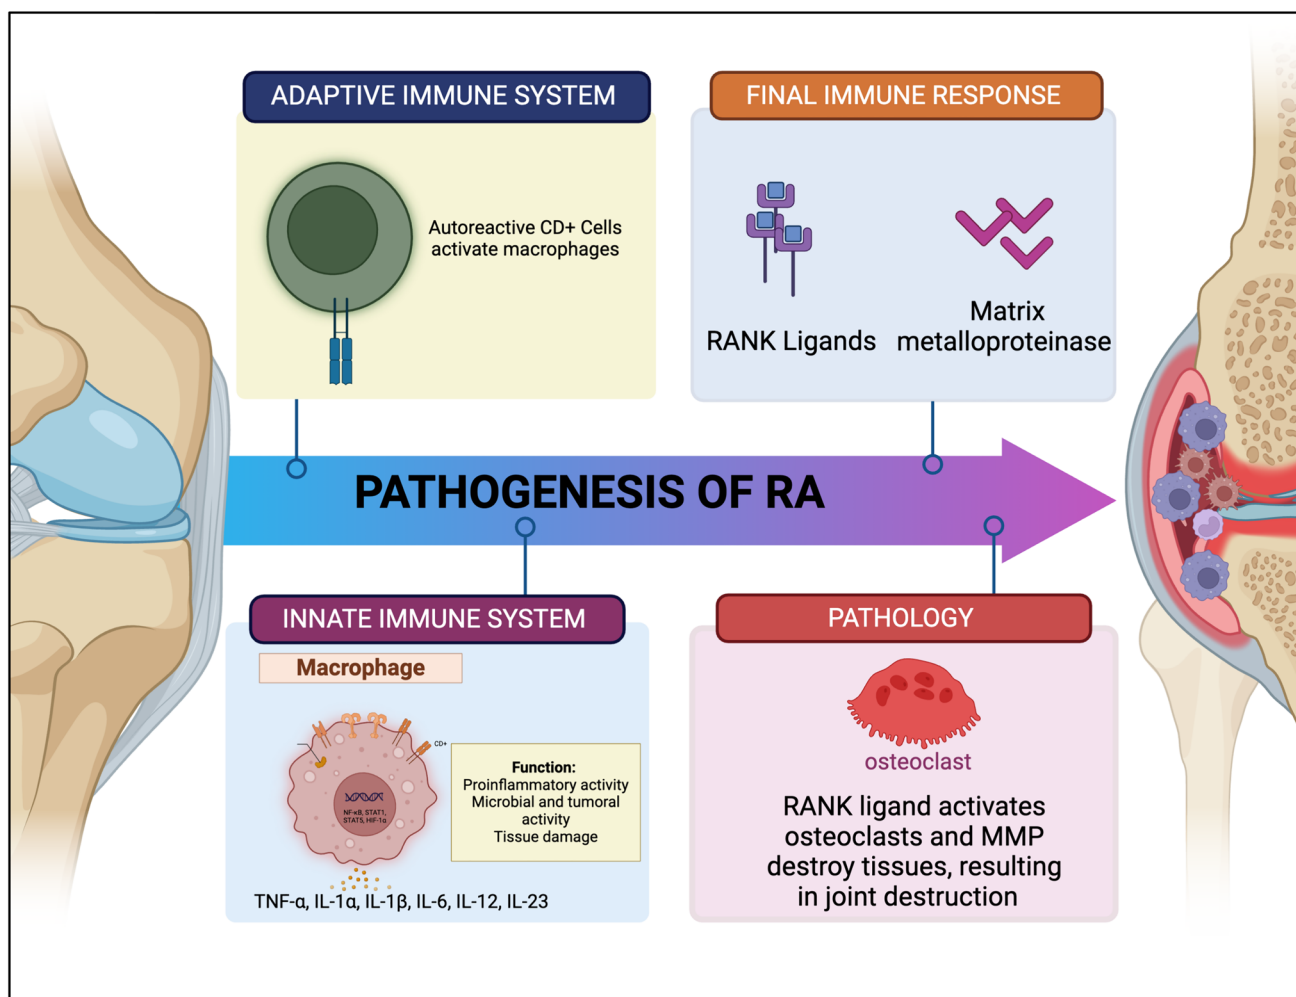 ADAPTIVE IMMUNE SYSTEM
Autoreactive CD+ Cells
activate macrophages
FINAL IMMUNE RESPONSE
RANK Ligands
Matrix
metalloproteinase
PATHOGENESIS OF RA
INNATE IMMUNE SYSTEM
Macrophage
CD+
NF-κB, STAT1,
STAT5, HIF-1α
Function:
Proinflammatory activity
Microbial and tumoral
activity
Tissue damage
TNF-α, IL-1α, IL-1β, IL-6, IL-12, IL-23
PATHOLOGY
osteoclast
RANK ligand activates
osteoclasts and MMP
destroy tissues, resulting
in joint destruction